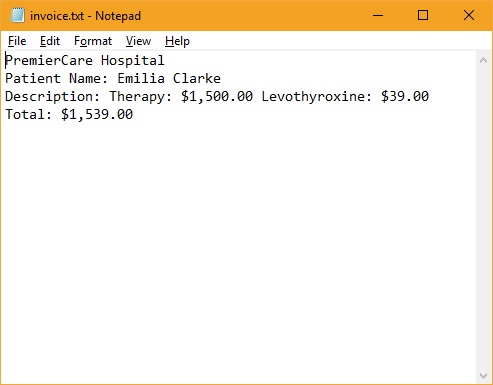 invoice.txt - Notepad
File Edit Format View Help
PremierCare Hospital
Patient Name: Emilia Clarke
Description: Therapy: $1,500.00 Levothyroxine: $39.00
Total: $1,539.00